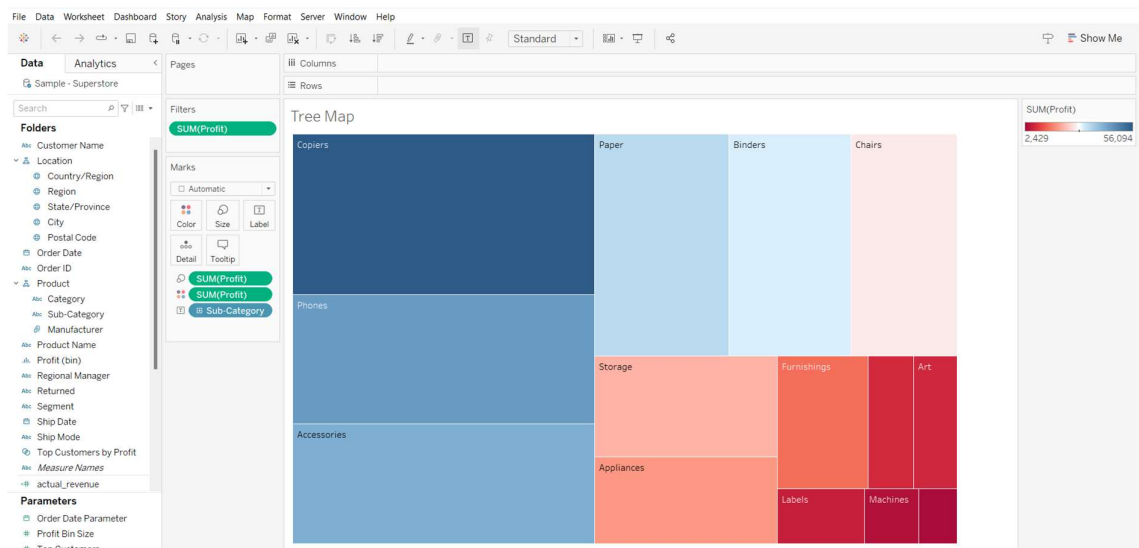 File Data Worksheet Dashboard Story Analysis Map Format Server Window Help
Standard
Show Me
Data Analytics
Sample - Superstore
Search
Folders
Abc Customer Name
Location
Country/Region
Region
State/Province
City
Postal Code
Order Date
Abc Order ID
Product
Abc Category
Abc Sub-Category
Manufacturer
Abc Product Name
Profit (bin)
Abc Regional Manager
Abc Returned
Abc Segment
Ship Date
Abc Ship Mode
Top Customers by Profit
Abc Measure Names
=# actual_revenue
Parameters
Order Date Parameter
# Profit Bin Size
# Top Customers
Pages
Filters
SUM(Profit)
Marks
Automatic
Color Size Label
Detail Tooltip
SUM(Profit)
SUM(Profit)
Sub-Category
Columns
Rows
Tree Map
Copiers
Paper
Binders
Chairs
Phones
Storage
Furnishings
Art
Accessories
Appliances
Labels
Machines
SUM(Profit)
2,429 56,094